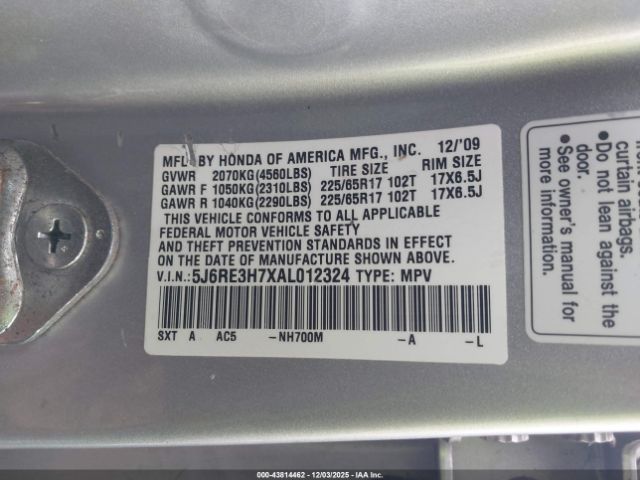 MFL. BY HONDA OF AMERICA MFG., INC. 12/'09
GVWR 2070KG(4560LBS) TIRE SIZE RIM SIZE
GAWR F 1050KG(2310LBS) 225/65R17 102T 17X6.5J
GAWR R 1040KG(2290LBS) 225/65R17 102T 17X6.5J
THIS VEHICLE CONFORMS TO ALL APPLICABLE
FEDERAL MOTOR VEHICLE SAFETY
AND THEFT PREVENTION STANDARDS IN EFFECT
ON THE DATE OF MANUFACTURE SHOWN ABOVE.
V.I.N.:5J6RE3H7XAL012324 TYPE: MPV
SXT A AC5 -NH700M -A -L
curtain airbags.
● Do not lean against the
door.
● See owner's manual
for more information.
000-43814462 - 12/03/2025 - IAA Inc.